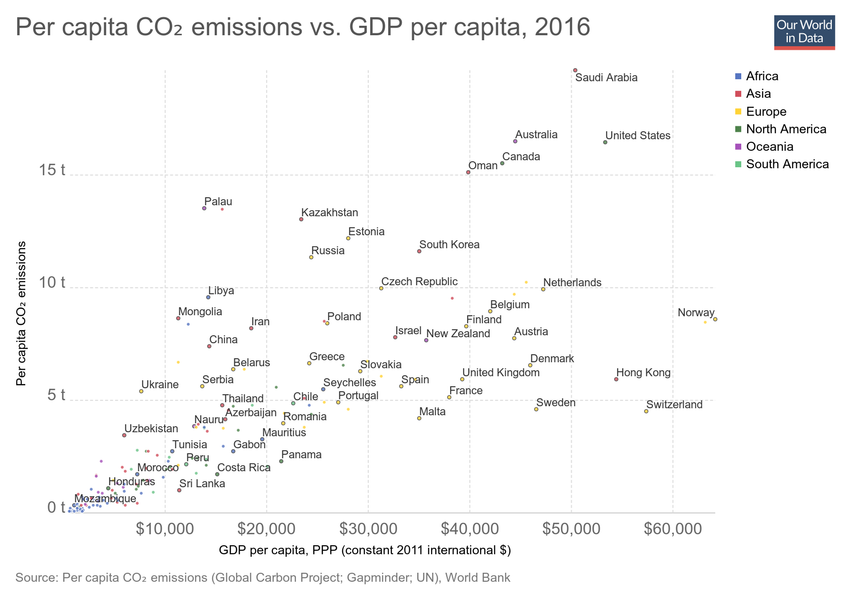 Per capita CO₂ emissions vs. GDP per capita, 2016
Our World
in Data
Africa
Asia
Europe
North America
Oceania
South America
Per capita CO₂ emissions
15 t
10 t
5 t
0 t
Saudi Arabia
Australia
United States
Canada
Oman
Palau
Kazakhstan
Estonia
South Korea
Russia
Czech Republic
Netherlands
Libya
Belgium
Mongolia
Iran
Poland
Finland
Norway
China
Israel
New Zealand
Austria
Belarus
Greece
Slovakia
Denmark
Ukraine
Serbia
Seychelles
Spain
United Kingdom
Hong Kong
Thailand
Chile
Portugal
France
Azerbaijan
Nauru
Romania
Malta
Sweden
Switzerland
Uzbekistan
Mauritius
Tunisia
Gabon
Peru
Panama
Morocco
Costa Rica
Honduras
Sri Lanka
Mozambique
$10,000
$20,000
$30,000
$40,000
$50,000
$60,000
GDP per capita, PPP (constant 2011 international $)
Source: Per capita CO₂ emissions (Global Carbon Project; Gapminder; UN), World Bank